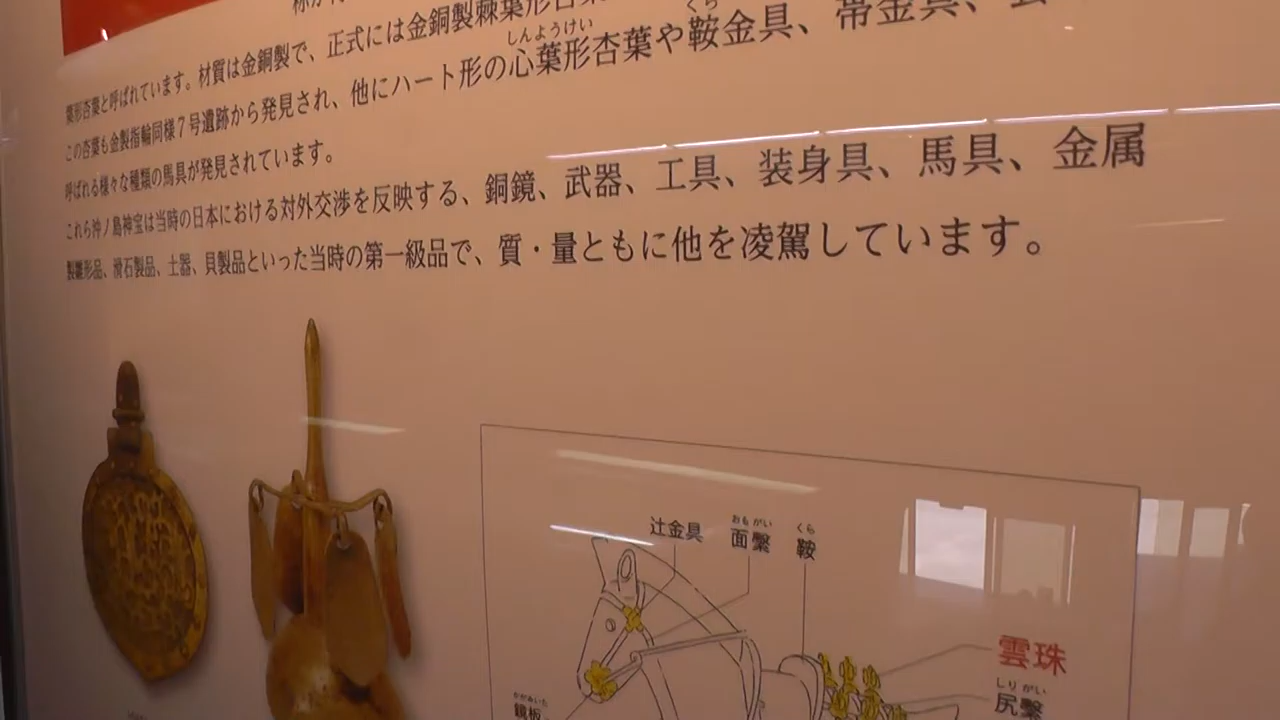 正式には金銅製棘葉形杏
葉形杏葉と呼ばれています。材質は金銅製で、
しんようけい
くら
この杏葉も金製指輪同様７号遺跡から発見され、他にハート形の心葉形杏葉や鞍金具、帯金具、
呼ばれる様々な種類の馬具が発見されています。
これら沖ノ島神宝は当時の日本における対外交渉を反映する、銅鏡、武器、工具、装身具、馬具、金属
製雛形品、滑石製品、土器、貝製品といった当時の第一級品で、質・量ともに他を凌駕しています。
辻金具
おもがい
面繫
くら
鞍
雲珠
しりがい
尻繫
かがみいた
鏡板